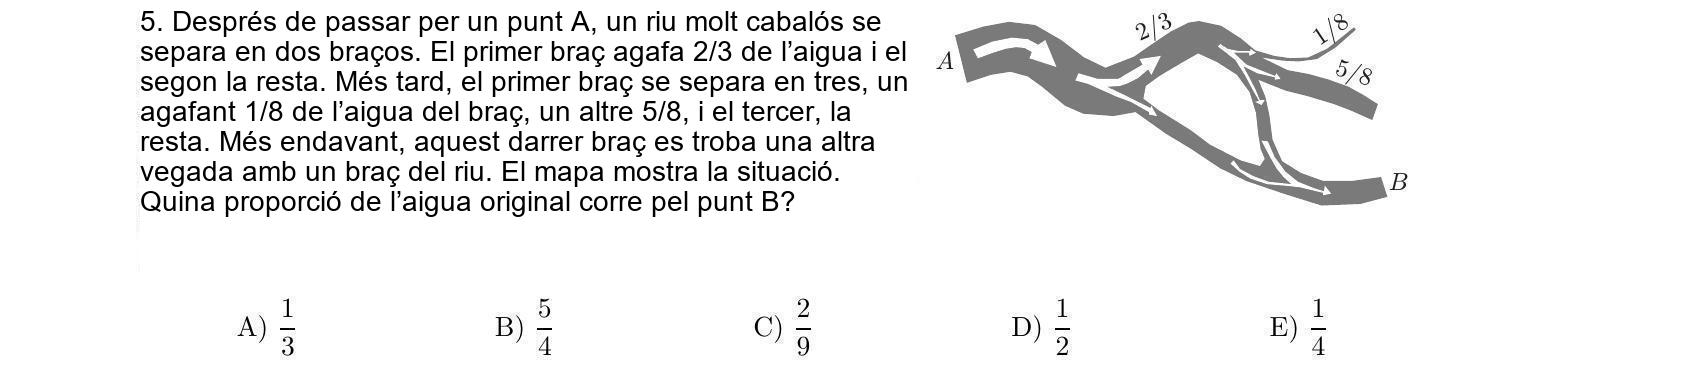 5. Després de passar per un punt A, un riu molt cabalós se
separa en dos braços. El primer braç agafa 2/3 de l'aigua i el
segon la resta. Més tard, el primer braç se separa en tres, un
agafant 1/8 de l'aigua del braç, un altre 5/8, i el tercer, la
resta. Més endavant, aquest darrer braç es troba una altra
vegada amb un braç del riu. El mapa mostra la situació.
Quina proporció de l'aigua original corre pel punt B?
A
2/3
1/8
5/8
B
A) 1/3 B) 5/4 C) 2/9 D) 1/2 E) 1/4